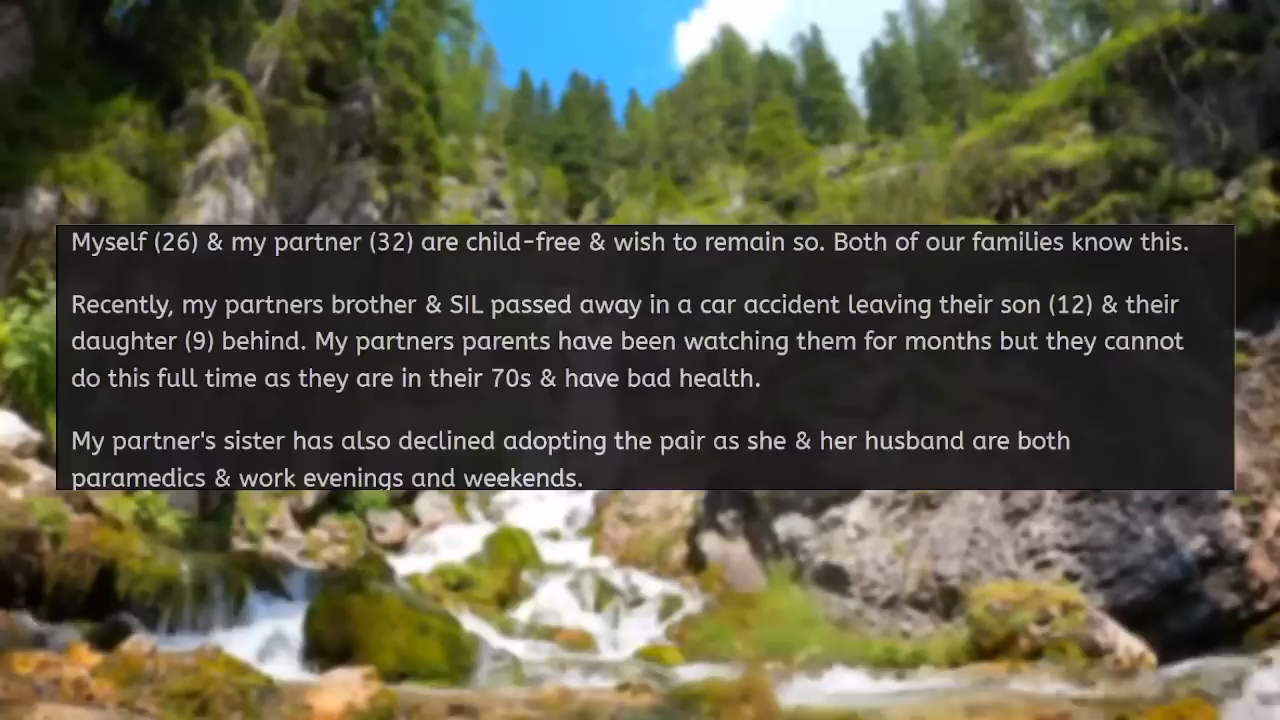 Myself (26) & my partner (32) are child-free & wish to remain so. Both of our families know this.
Recently, my partners brother & SIL passed away in a car accident leaving their son (12) & their
daughter (9) behind. My partners parents have been watching them for months but they cannot
do this full time as they are in their 70s & have bad health.
My partner's sister has also declined adopting the pair as she & her husband are both
paramedics & work evenings and weekends.